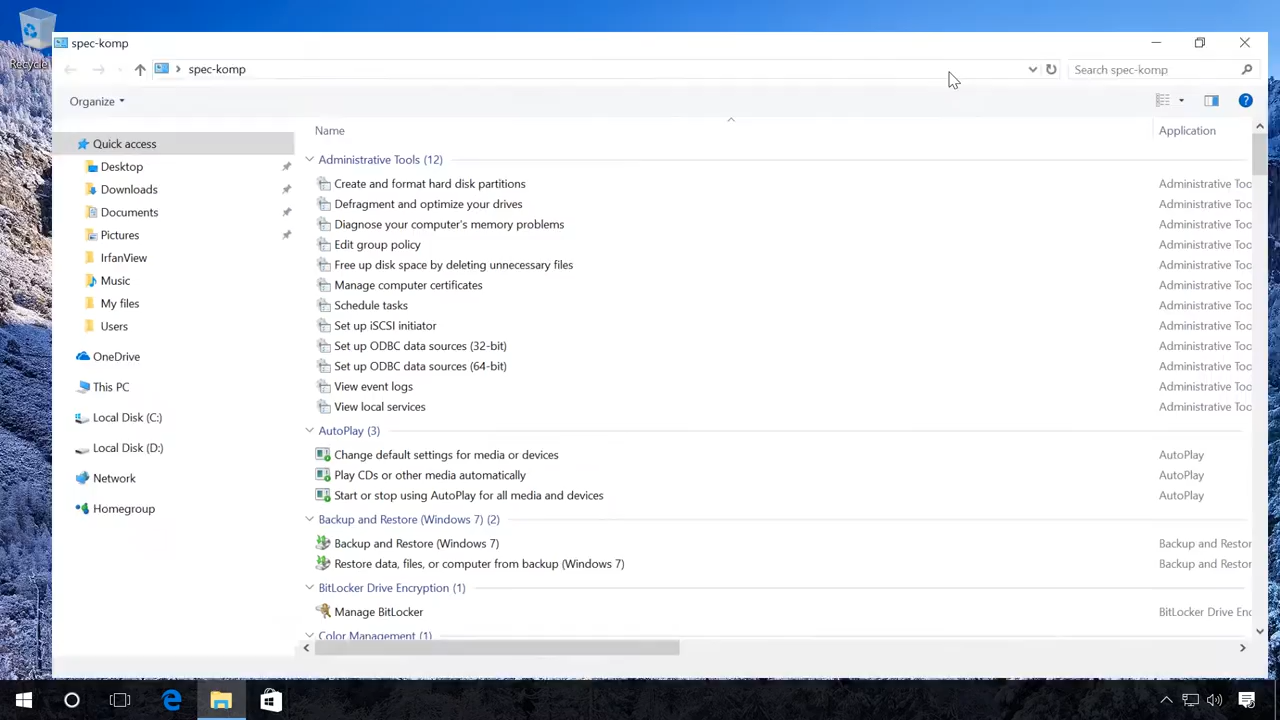 Recycle
spec-komp
spec-komp
Search spec-komp
Organize
Quick access
Desktop
Downloads
Documents
Pictures
IrfanView
Music
My files
Users
OneDrive
This PC
Local Disk (C:)
Local Disk (D:)
Network
Homegroup
Name Application
Administrative Tools (12)
Create and format hard disk partitions Administrative Too
Defragment and optimize your drives Administrative Too
Diagnose your computer's memory problems Administrative Too
Edit group policy Administrative Too
Free up disk space by deleting unnecessary files Administrative Too
Manage computer certificates Administrative Too
Schedule tasks Administrative Too
Set up iSCSI initiator Administrative Too
Set up ODBC data sources (32-bit) Administrative Too
Set up ODBC data sources (64-bit) Administrative Too
View event logs Administrative Too
View local services Administrative Too
AutoPlay (3)
Change default settings for media or devices AutoPlay
Play CDs or other media automatically AutoPlay
Start or stop using AutoPlay for all media and devices AutoPlay
Backup and Restore (Windows 7) (2)
Backup and Restore (Windows 7) Backup and Restor
Restore data, files, or computer from backup (Windows 7) Backup and Restor
BitLocker Drive Encryption (1)
Manage BitLocker BitLocker Drive Enc
Color Management (1)